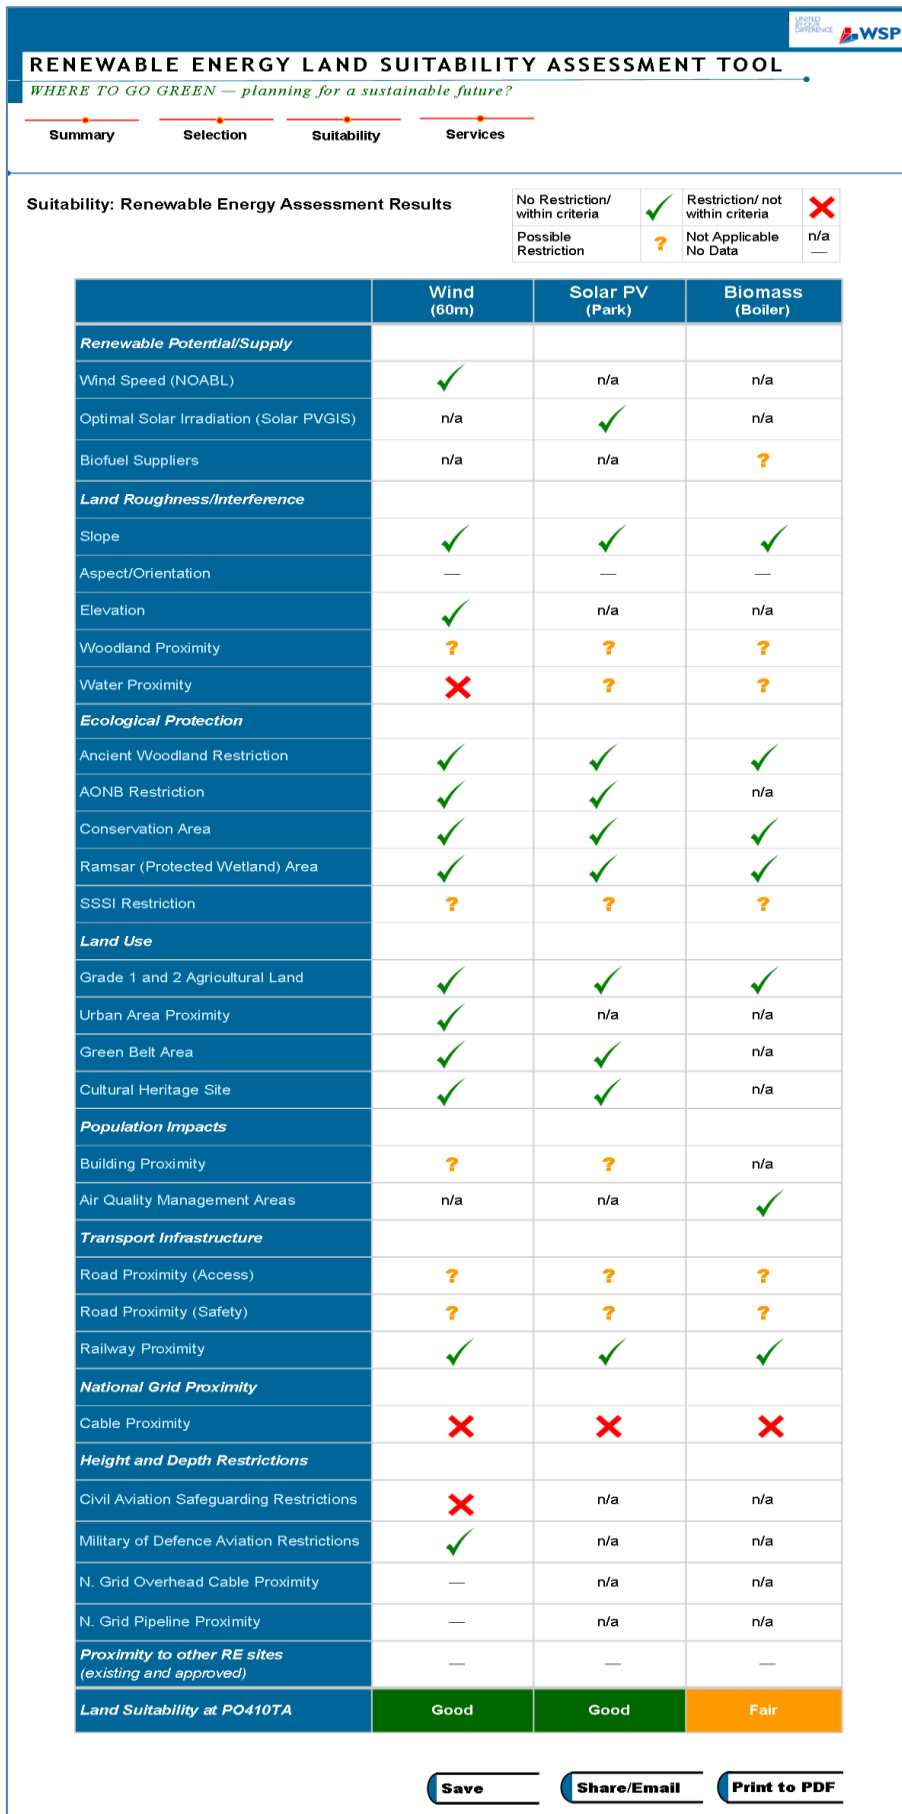 UNITED
BY OUR
DIFFERENCE
WSP
RENEWABLE ENERGY LAND SUITABILITY ASSESSMENT TOOL
WHERE TO GO GREEN — planning for a sustainable future?
Summary Selection Suitability Services
Suitability: Renewable Energy Assessment Results
No Restriction/ within criteria ✓ Restriction/ not within criteria ✗
Possible Restriction ? Not Applicable n/a
No Data —
Wind (60m) Solar PV (Park) Biomass (Boiler)
Renewable Potential/Supply
Wind Speed (NOABL) ✓ n/a n/a
Optimal Solar Irradiation (Solar PVGIS) n/a ✓ n/a
Biofuel Suppliers n/a n/a ?
Land Roughness/Interference
Slope ✓ ✓ ✓
Aspect/Orientation — — —
Elevation ✓ n/a n/a
Woodland Proximity ? ? ?
Water Proximity ✗ ? ?
Ecological Protection
Ancient Woodland Restriction ✓ ✓ ✓
AONB Restriction ✓ ✓ n/a
Conservation Area ✓ ✓ ✓
Ramsar (Protected Wetland) Area ✓ ✓ ✓
SSSI Restriction ? ? ?
Land Use
Grade 1 and 2 Agricultural Land ✓ ✓ ✓
Urban Area Proximity ✓ n/a n/a
Green Belt Area ✓ ✓ n/a
Cultural Heritage Site ✓ ✓ n/a
Population Impacts
Building Proximity ? ? n/a
Air Quality Management Areas n/a n/a ✓
Transport Infrastructure
Road Proximity (Access) ? ? ?
Road Proximity (Safety) ? ? ?
Railway Proximity ✓ ✓ ✓
National Grid Proximity
Cable Proximity ✗ ✗ ✗
Height and Depth Restrictions
Civil Aviation Safeguarding Restrictions ✗ n/a n/a
Military of Defence Aviation Restrictions ✓ n/a n/a
N. Grid Overhead Cable Proximity — n/a n/a
N. Grid Pipeline Proximity — n/a n/a
Proximity to other RE sites
(existing and approved) — — —
Land Suitability at PO410TA Good Good Fair
Save Share/Email Print to PDF